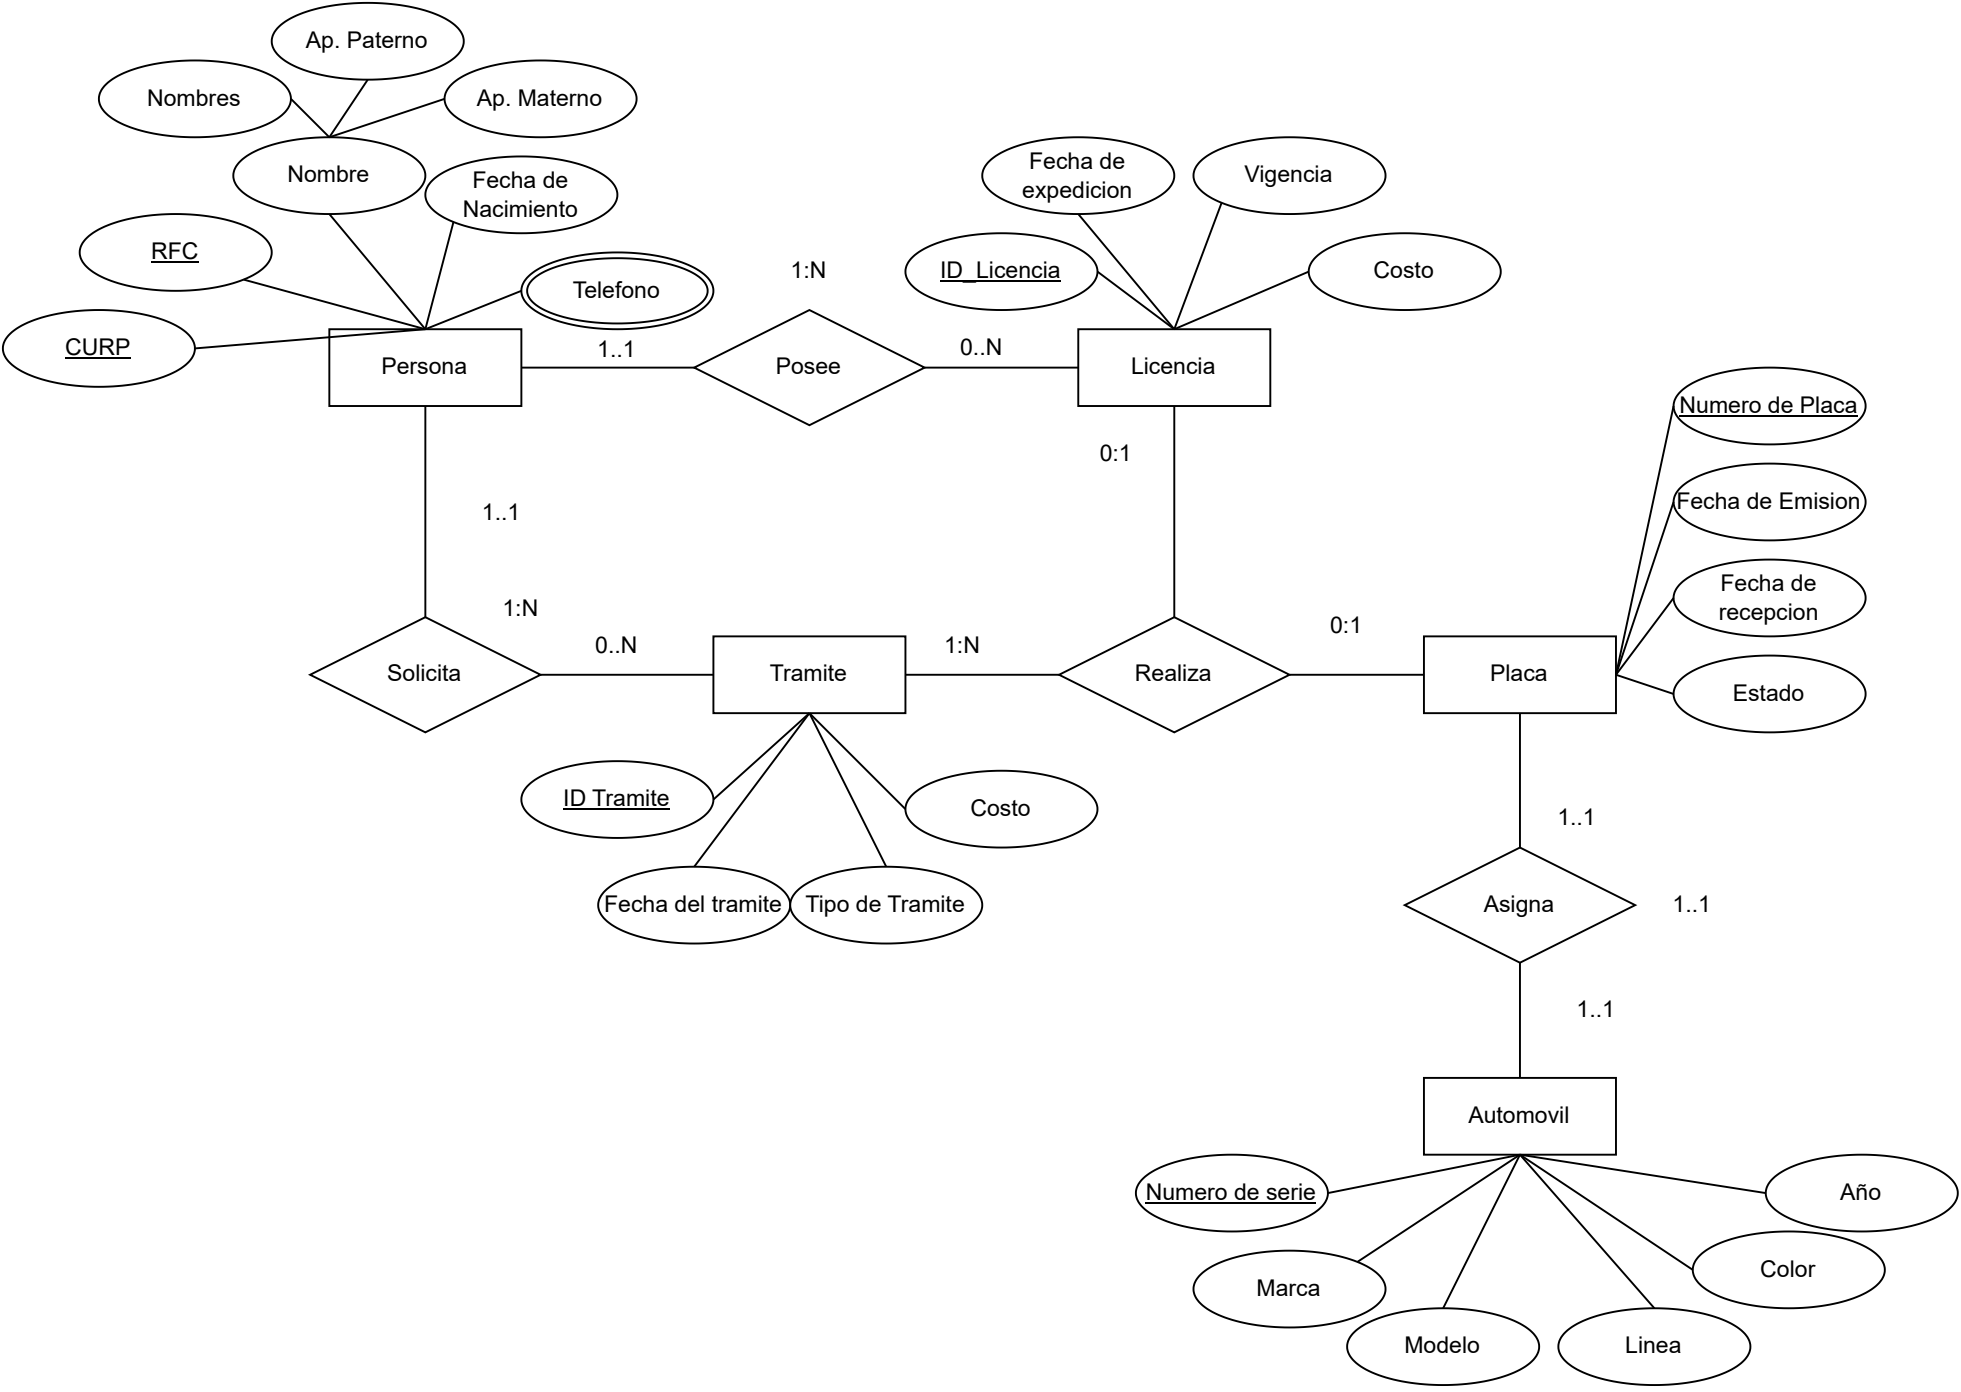 Ap. Paterno
Nombres
Ap. Materno
Nombre
Fecha de
Nacimiento
RFC
Telefono
CURP
Persona
1..1
1:N
Posee
0..N
Fecha de
expedicion
Vigencia
ID_Licencia
Costo
Licencia
0:1
Numero de Placa
Fecha de Emision
Fecha de
recepcion
Estado
1..1
1:N
Solicita
0..N
Tramite
1:N
Realiza
0:1
Placa
ID Tramite
Costo
Fecha del tramite
Tipo de Tramite
1..1
Asigna
1..1
1..1
Automovil
Numero de serie
Año
Marca
Color
Modelo
Linea